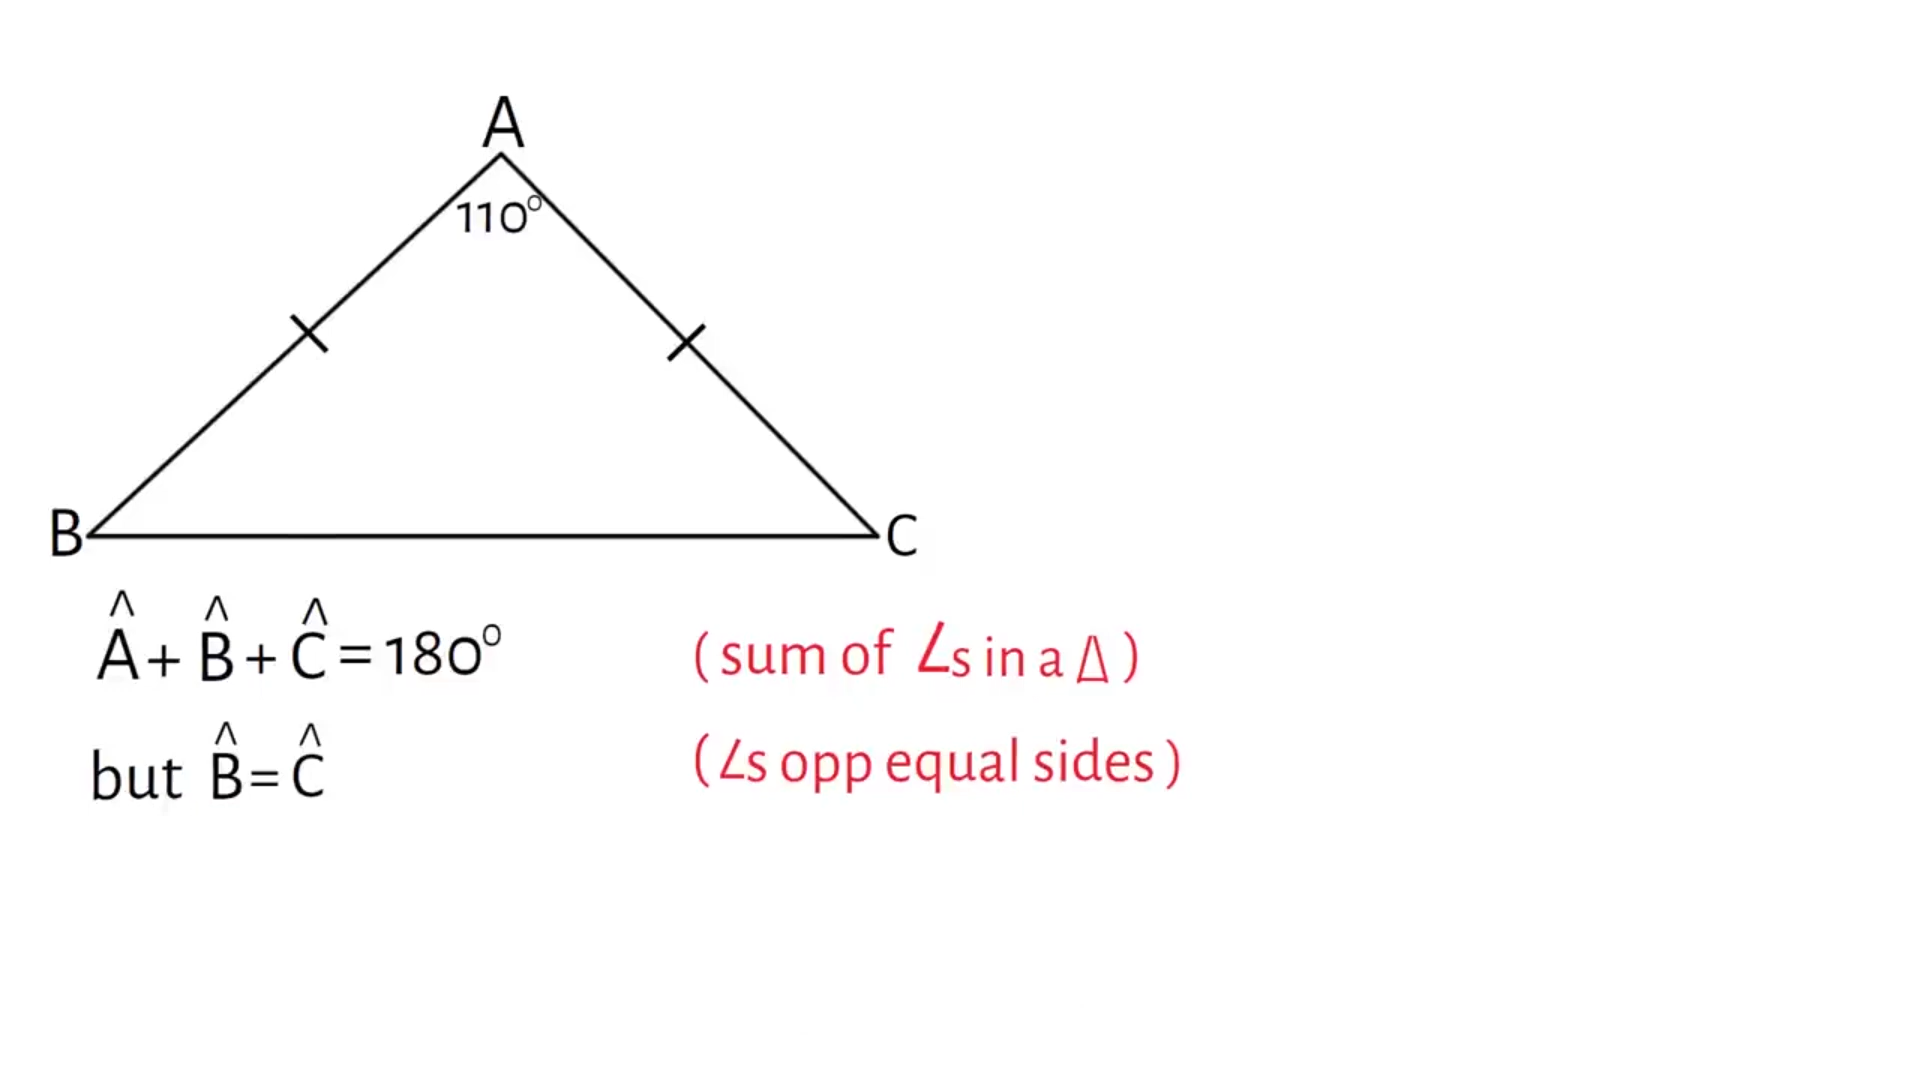 A
110°
B
C
Â + B̂ + Ĉ = 180° (sum of ∠s in a Δ)
but B̂ = Ĉ (∠s opp equal sides)